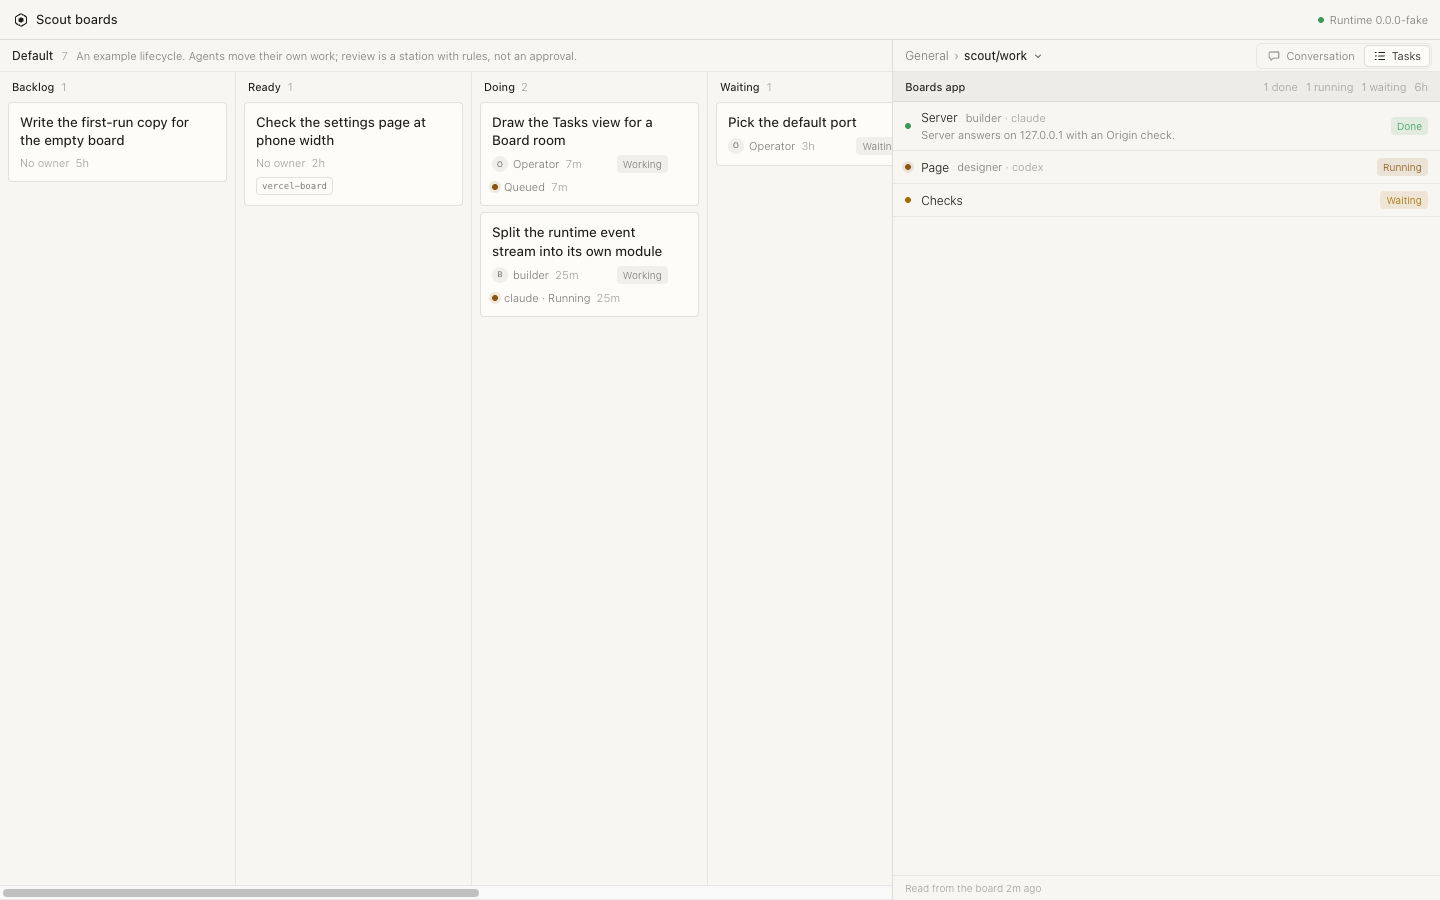 Scout boards
Runtime 0.0.0-fake
Default 7 An example lifecycle. Agents move their own work; review is a station with rules, not an approval.
Backlog 1
Write the first-run copy for
the empty board
No owner 5h
Ready 1
Check the settings page at
phone width
No owner 2h
vercel-board
Doing 2
Draw the Tasks view for a
Board room
O Operator 7m Working
Queued 7m
Split the runtime event
stream into its own module
B builder 25m Working
claude · Running 25m
Waiting 1
Pick the default port
O Operator 3h Waitin
General › scout/work
Conversation
Tasks
Boards app 1 done 1 running 1 waiting 6h
Server builder · claude
Server answers on 127.0.0.1 with an Origin check.
Done
Page designer · codex Running
Checks Waiting
Read from the board 2m ago